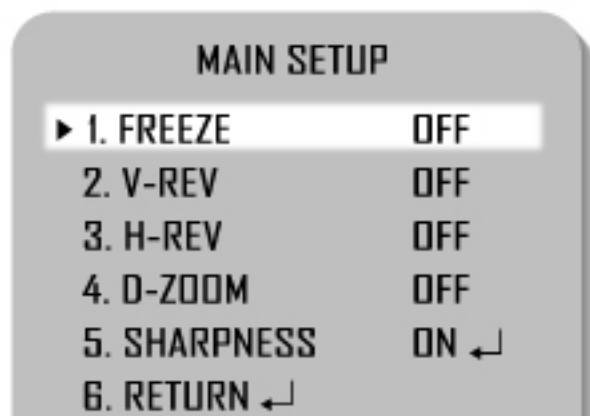 MAIN SETUP
▶ 1. FREEZE OFF
2. V-REV OFF
3. H-REV OFF
4. D-ZOOM OFF
5. SHARPNESS ON ↵
6. RETURN ↵